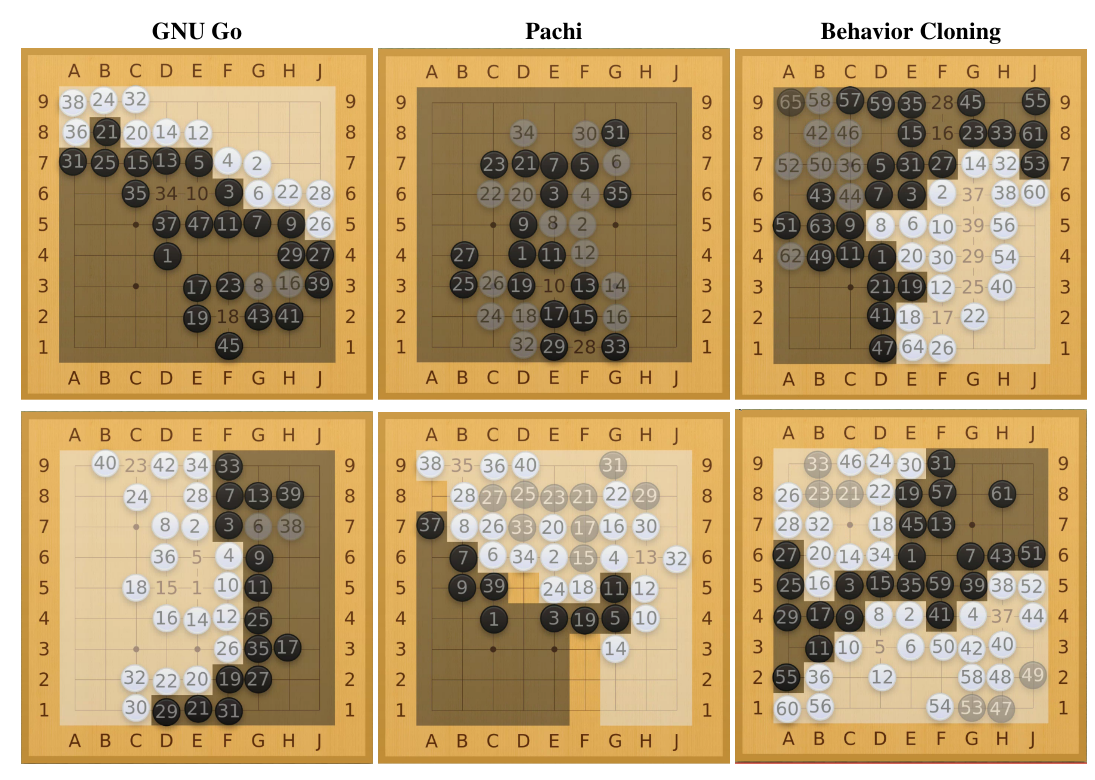 GNU Go Pachi Behavior Cloning
A B C D E F G H J A B C D E F G H J A B C D E F G H J
9 38 24 32 9 9 9 9 65 58 57 59 35 28 45 55 9
8 36 21 20 14 12 8 8 34 30 31 8 8 42 46 15 16 23 33 61 8
7 31 25 15 13 5 4 2 7 7 23 21 7 5 6 7 7 52 50 36 5 31 27 14 32 53 7
6 35 34 10 3 6 22 28 6 6 22 20 3 4 35 6 6 43 44 7 3 2 37 38 60 6
5 37 47 11 7 9 26 5 5 9 8 2 5 5 51 63 9 8 6 10 39 56 5
4 1 29 27 4 4 27 1 11 12 4 4 62 49 11 1 20 30 29 54 4
3 17 23 8 16 39 3 3 25 26 19 10 13 14 3 3 21 19 12 25 40 3
2 19 18 43 41 2 2 24 18 17 15 16 2 2 41 18 17 22 2
1 45 1 1 32 29 28 33 1 1 47 64 26 1
A B C D E F G H J A B C D E F G H J A B C D E F G H J
A B C D E F G H J A B C D E F G H J A B C D E F G H J
9 40 23 42 34 33 9 9 38 35 36 40 31 9 9 33 46 24 30 31 9
8 24 28 7 13 39 8 8 28 27 25 23 21 22 29 8 8 26 23 21 22 19 57 61 8
7 8 2 3 6 38 7 7 37 8 26 33 20 17 16 30 7 7 28 32 18 45 13 7
6 36 5 4 9 6 6 7 6 34 2 15 4 13 32 6 6 27 20 14 34 1 7 43 51 6
5 18 15 1 10 11 5 5 9 39 24 18 11 12 5 5 25 16 3 15 35 59 39 38 52 5
4 16 14 12 25 4 4 1 3 19 5 10 4 4 29 17 9 8 2 41 4 37 44 4
3 26 35 17 3 3 14 3 3 11 10 5 6 50 42 40 3
2 32 22 20 19 27 2 2 2 2 55 36 12 58 48 49 2
1 30 29 21 31 1 1 1 1 60 56 54 53 47 1
A B C D E F G H J A B C D E F G H J A B C D E F G H J